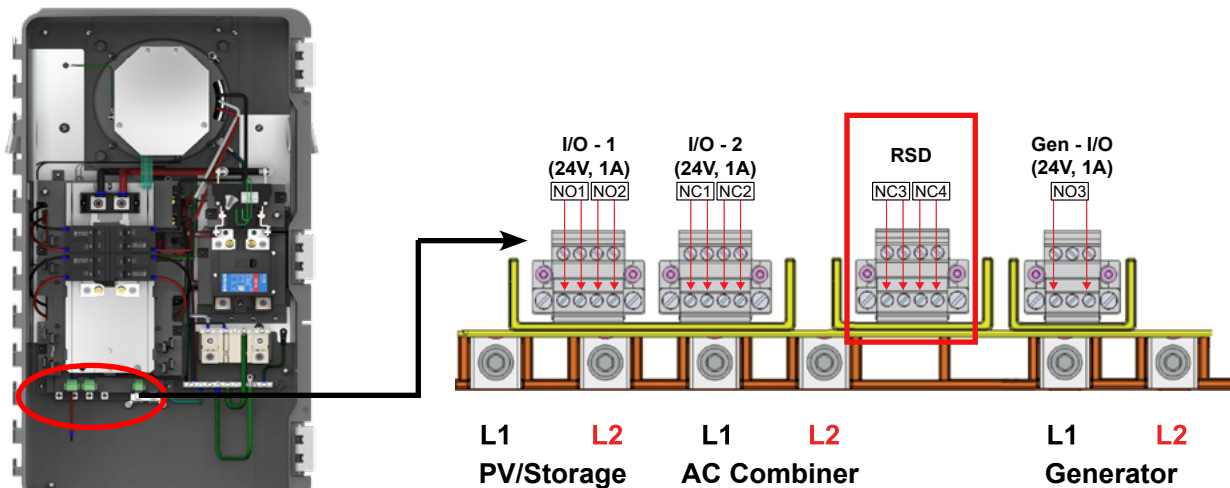 I/O - 1
(24V, 1A)
NO1 NO2
I/O - 2
(24V, 1A)
NC1 NC2
RSD
NC3 NC4
Gen - I/O
(24V, 1A)
NO3
L1 L2
PV/Storage
L1 L2
AC Combiner
L1 L2
Generator